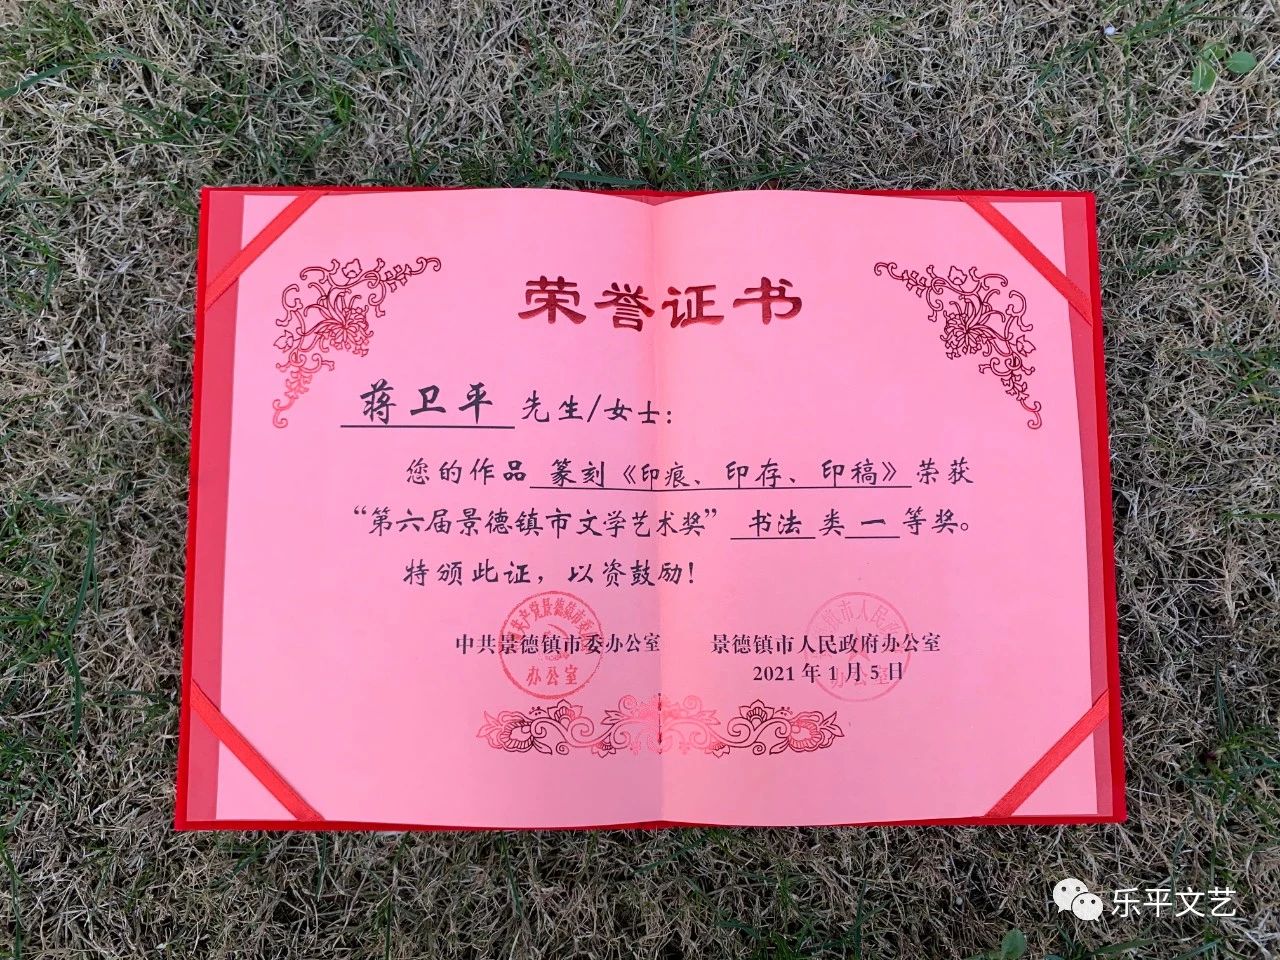 荣誉证书
蒋卫平 先生/女士：
您的作品 篆刻《印痕、印存、印稿》荣获
“第六届景德镇市文学艺术奖” 书法 类 一 等奖。
特颁此证，以资鼓励！
中共景德镇市委办公室 景德镇市人民政府办公室
2021年1月5日
办公室
乐平文艺